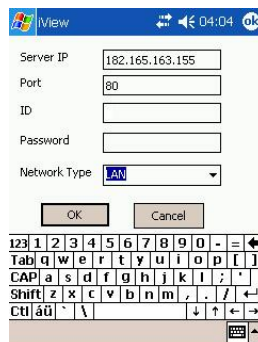 iView 04:04 ok
Server IP 182.165.163.155
Port 80
ID
Password
Network Type LAN
OK Cancel
123 1 2 3 4 5 6 7 8 9 0 - =
Tab q w e r t y u i o p [ ]
CAP a s d f g h j k l ; '
Shift z x c v b n m , . /
Ctl áü ` \